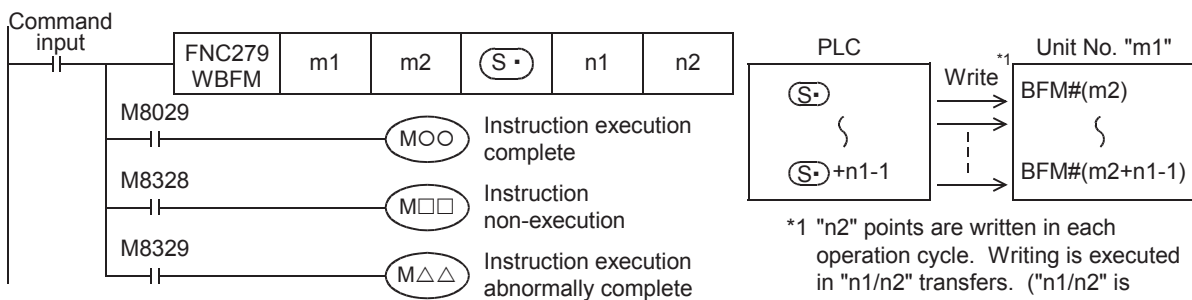 Command
input
FNC279
WBFM
m1
m2
S·
n1
n2
M8029
M○○
Instruction execution
complete
M8328
M□□
Instruction
non-execution
M8329
M△△
Instruction execution
abnormally complete
PLC
Unit No. "m1"
Write *1
S·
BFM#(m2)
S·+n1-1
BFM#(m2+n1-1)
*1 "n2" points are written in each
operation cycle. Writing is executed
in "n1/n2" transfers. ("n1/n2" is